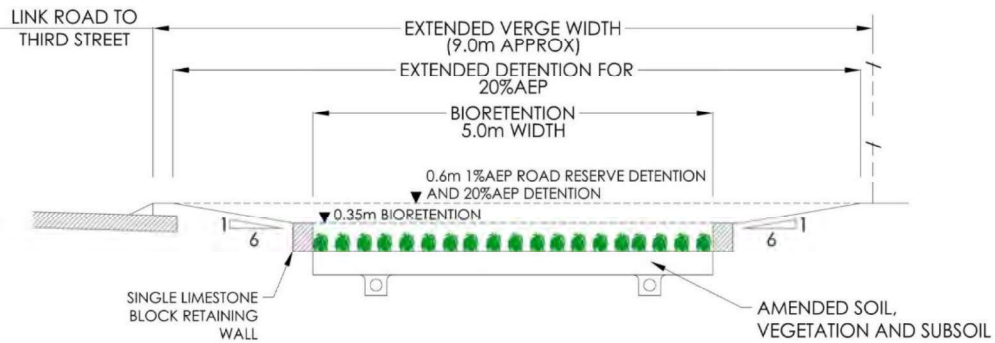 LINK ROAD TO
THIRD STREET
EXTENDED VERGE WIDTH
(9.0m APPROX)
EXTENDED DETENTION FOR
20%AEP
BIORETENTION
5.0m WIDTH
0.6m 1%AEP ROAD RESERVE DETENTION
AND 20%AEP DETENTION
0.35m BIORETENTION
1
6
1
6
SINGLE LIMESTONE
BLOCK RETAINING
WALL
AMENDED SOIL,
VEGETATION AND SUBSOIL